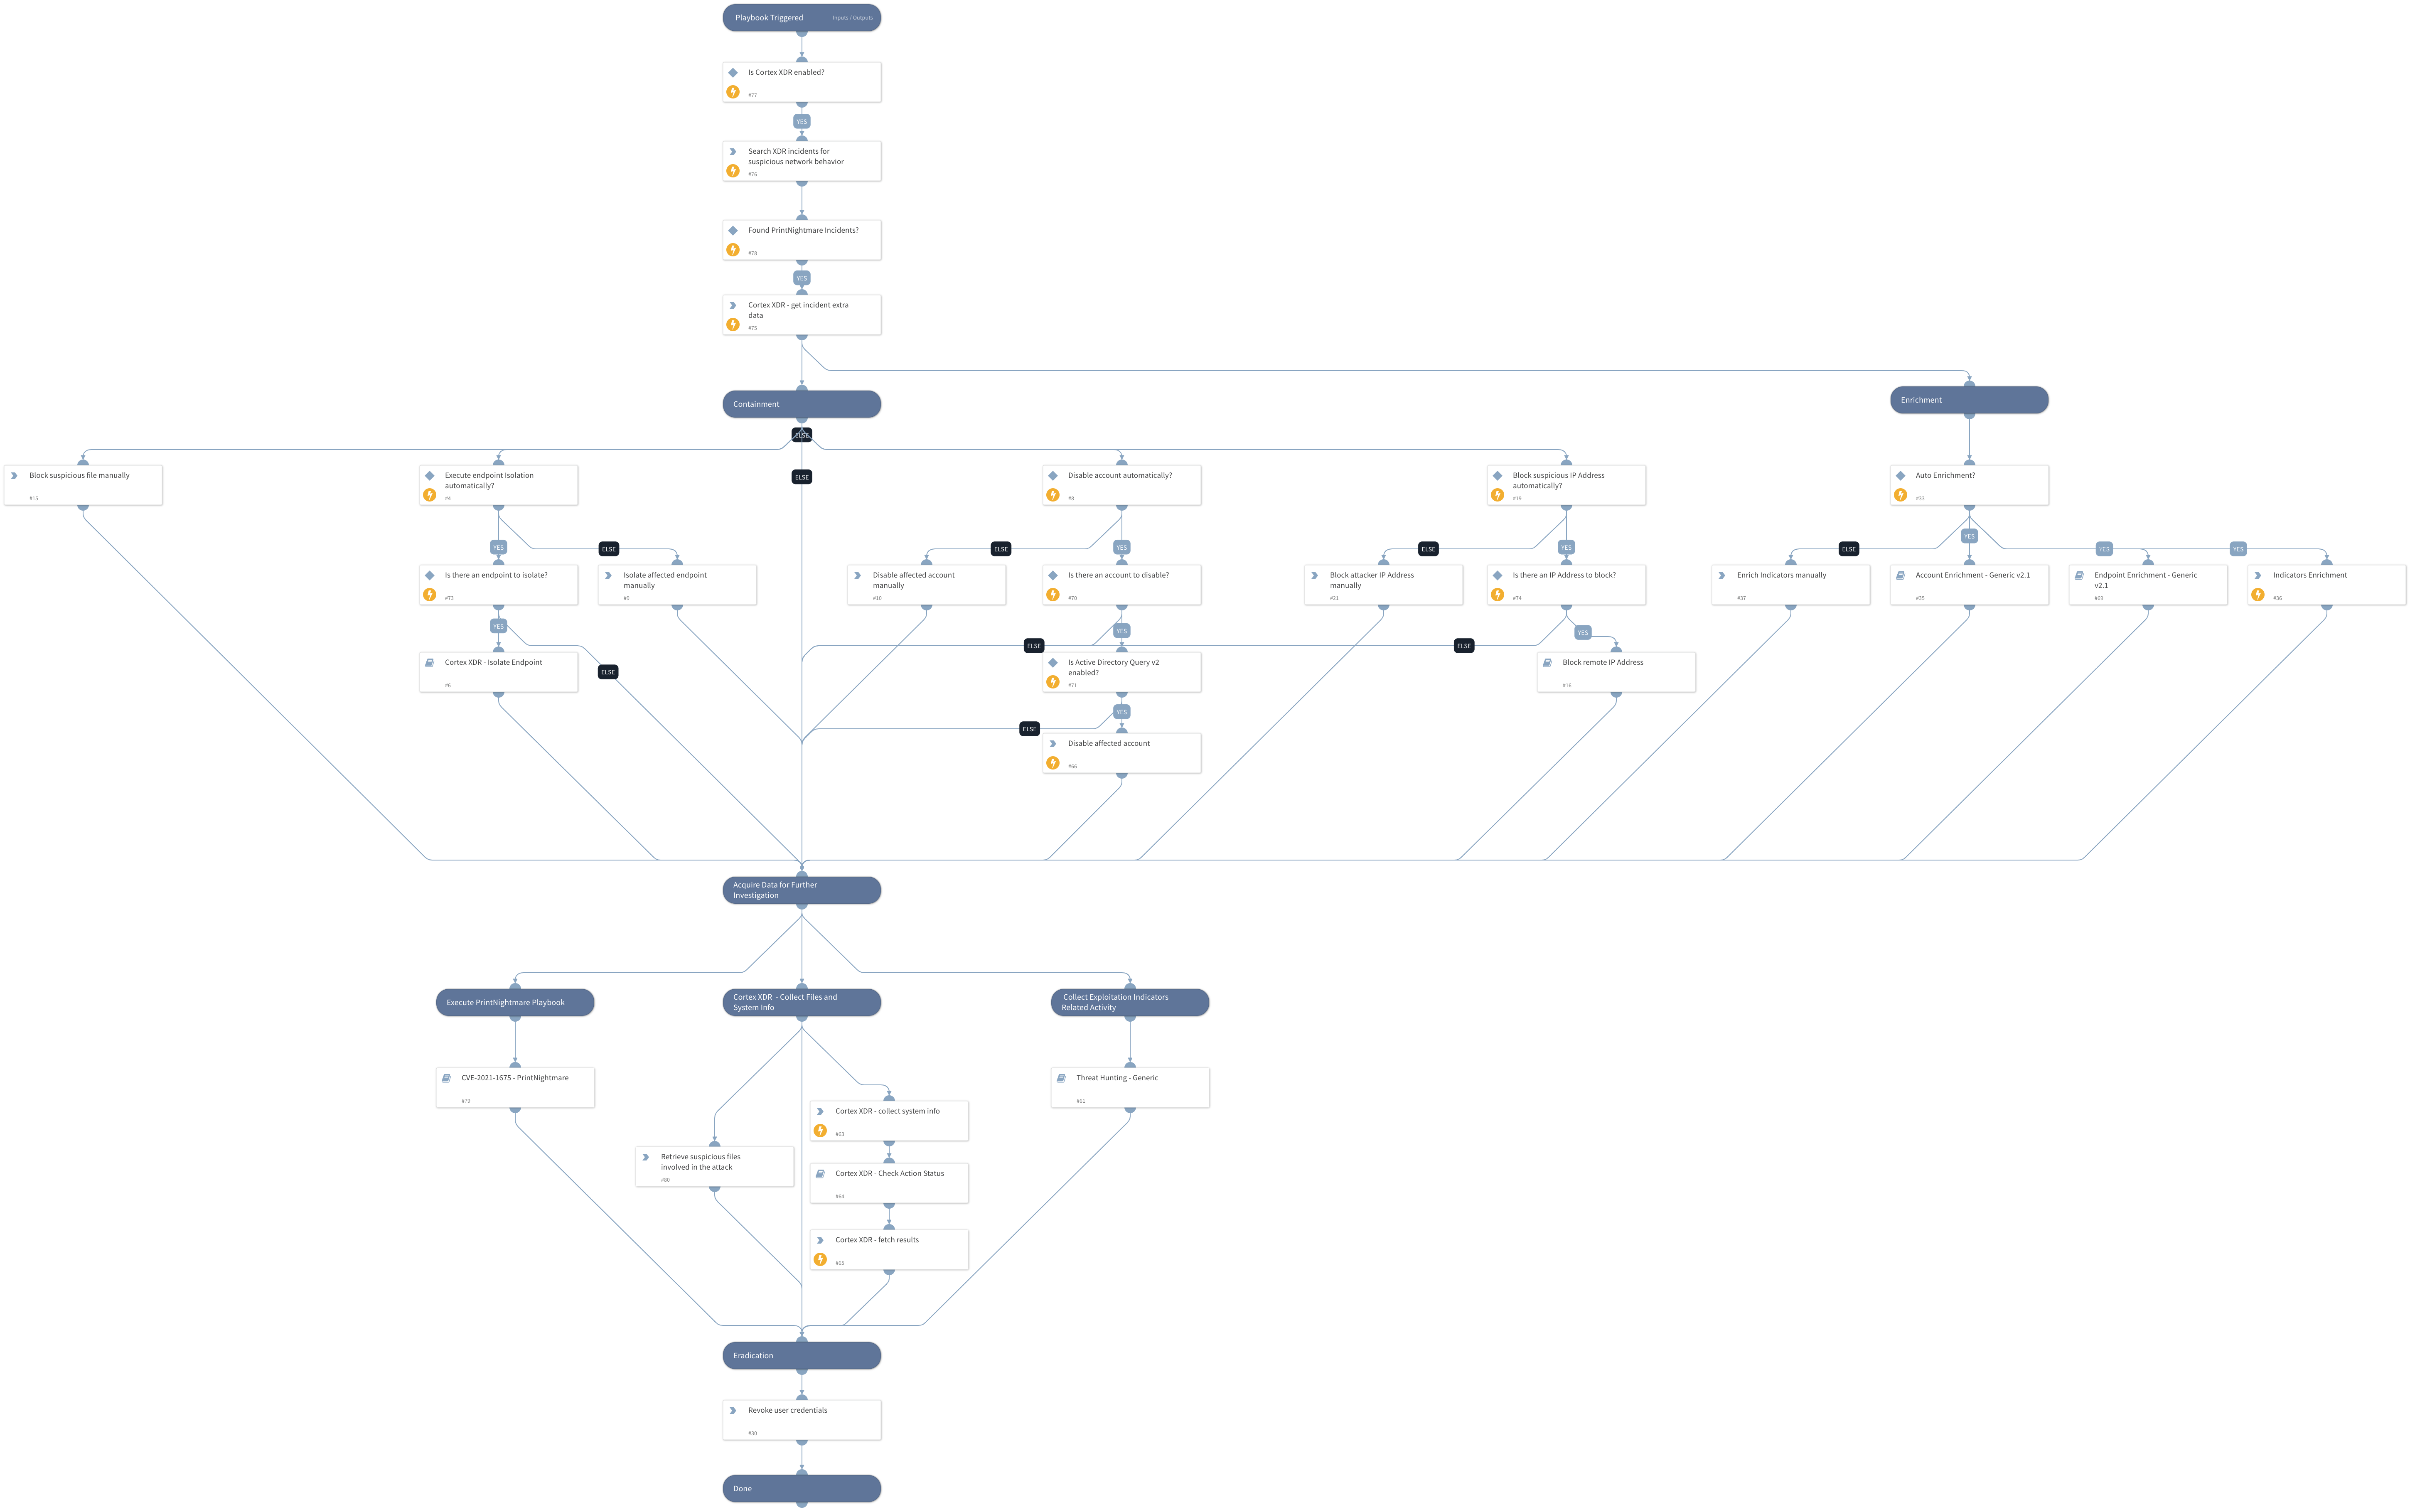 Playbook Triggered
Inputs / Outputs
Is Cortex XDR enabled?
#77
YES
Search XDR incidents for
suspicious network behavior
#76
Found PrintNightmare Incidents?
#78
YES
Cortex XDR - get incident extra
data
#75
Containment
Enrichment
ELSE
ELSE
Block suspicious file manually
#15
Execute endpoint Isolation
automatically?
#4
Disable account automatically?
#8
Block suspicious IP Address
automatically?
#19
Auto Enrichment?
#33
YES
ELSE
ELSE
YES
ELSE
YES
ELSE
YES
YES
YES
Is there an endpoint to isolate?
#73
Isolate affected endpoint
manually
#9
Disable affected account
manually
#10
Is there an account to disable?
#70
Block attacker IP Address
manually
#21
Is there an IP Address to block?
#74
Enrich Indicators manually
#37
Account Enrichment - Generic v2.1
#35
Endpoint Enrichment - Generic
v2.1
#69
Indicators Enrichment
#36
YES
YES
YES
ELSE
ELSE
Cortex XDR - Isolate Endpoint
#6
ELSE
Is Active Directory Query v2
enabled?
#71
Block remote IP Address
#16
YES
ELSE
Disable affected account
#66
Acquire Data for Further
Investigation
Execute PrintNightmare Playbook
Cortex XDR - Collect Files and
System Info
Collect Exploitation Indicators
Related Activity
CVE-2021-1675 - PrintNightmare
#79
Threat Hunting - Generic
#61
Cortex XDR - collect system info
#63
Retrieve suspicious files
involved in the attack
#80
Cortex XDR - Check Action Status
#64
Cortex XDR - fetch results
#65
Eradication
Revoke user credentials
#30
Done